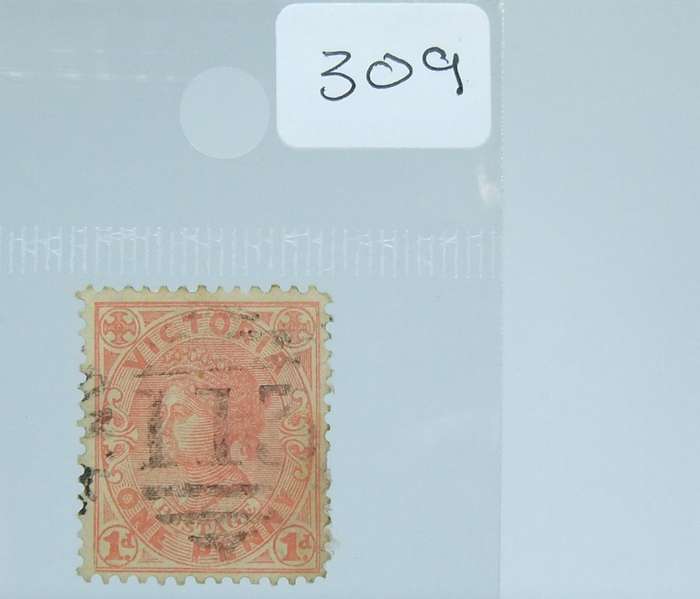 309
VICTORIA
POSTAGE
ONE PENNY
1d. 1d.